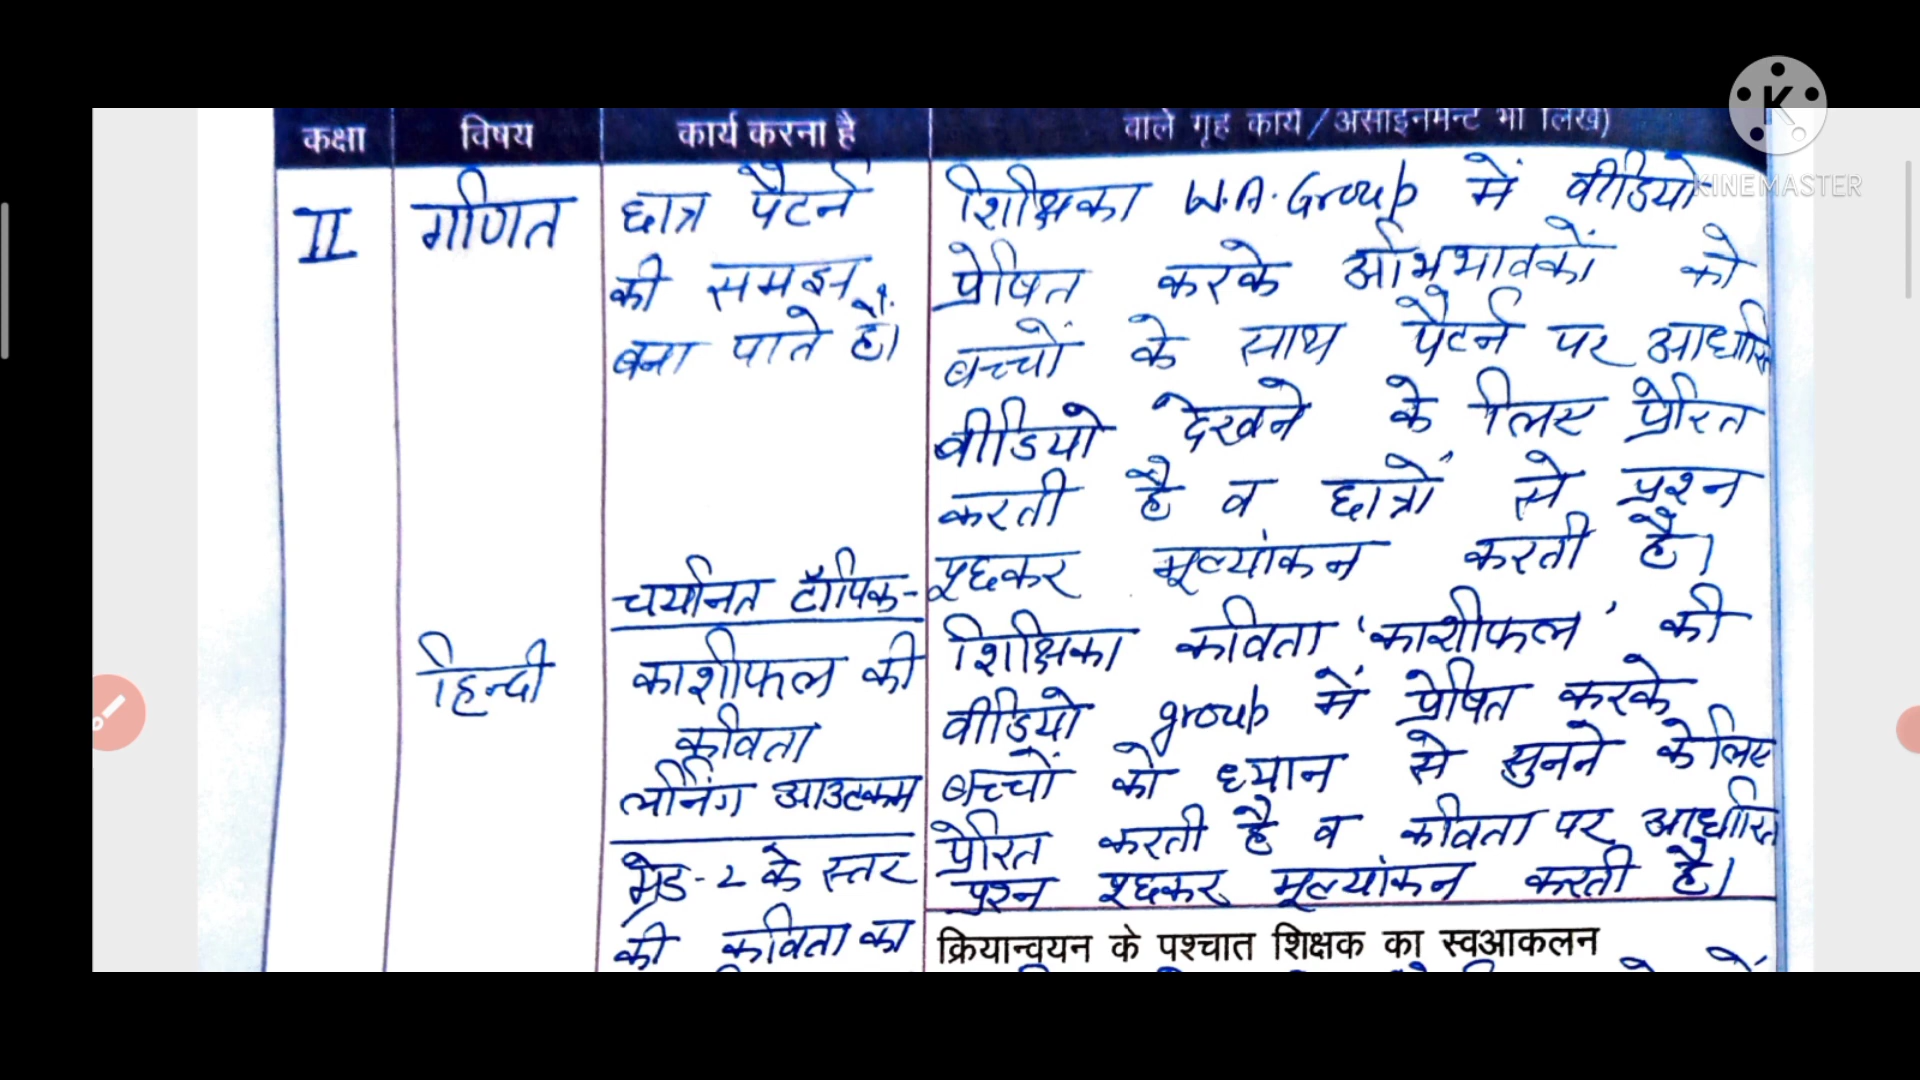 कक्षा
विषय
कार्य करना है
वाले गृह कार्य/असाइनमेन्ट भी लिखें)
KINEMASTER
II
गणित
छात्र पैटर्न
की समझ
बना पाते हैं।
चयनित टॉपिक-
हिन्दी
काशीफल की
कविता
लर्निंग आउटकम
ग्रेड-2 के स्तर
की कविता का
शिक्षिका W.A. Group में वीडियो
प्रेषित करके अभिभावकों को
बच्चों के साथ पैटर्न पर आधारित
वीडियो देखने के लिए प्रेरित
करती है व छात्रों से प्रश्न
पूछकर मूल्यांकन करती है।
शिक्षिका कविता 'काशीफल' की
वीडियो group में प्रेषित करके
बच्चों को ध्यान से सुनने के लिए
प्रेरित करती है व कविता पर आधारित
प्रश्न पूछकर मूल्यांकन करती है।
क्रियान्वयन के पश्चात शिक्षक का स्वआकलन